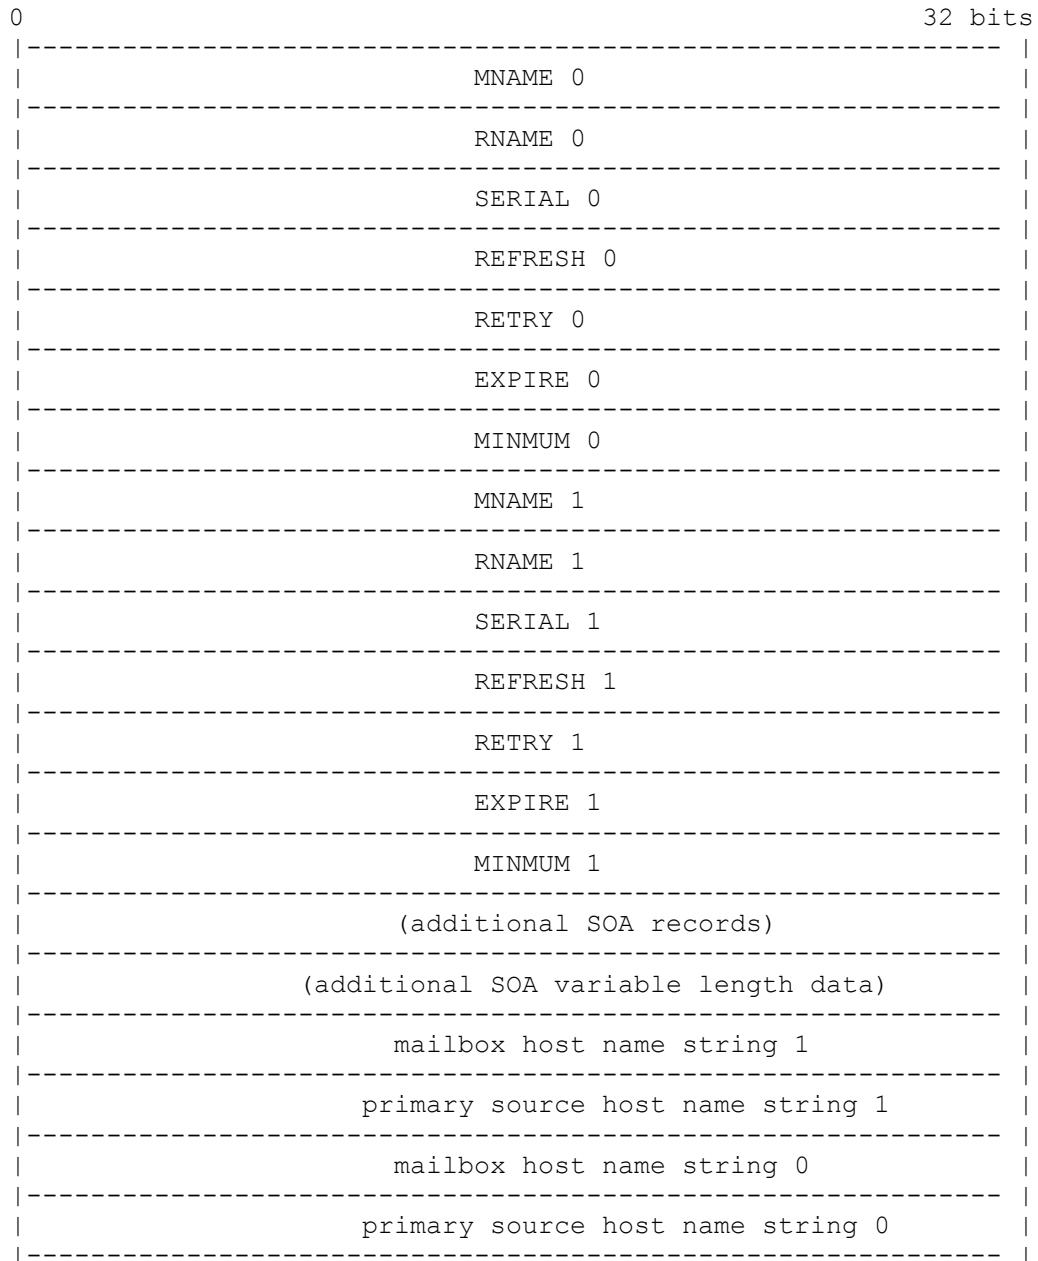 0 32 bits
|------------------------------------------------------------- |
| MNAME 0 |
|------------------------------------------------------------- |
| RNAME 0 |
|------------------------------------------------------------- |
| SERIAL 0 |
|------------------------------------------------------------- |
| REFRESH 0 |
|------------------------------------------------------------- |
| RETRY 0 |
|------------------------------------------------------------- |
| EXPIRE 0 |
|------------------------------------------------------------- |
| MINMUM 0 |
|------------------------------------------------------------- |
| MNAME 1 |
|------------------------------------------------------------- |
| RNAME 1 |
|------------------------------------------------------------- |
| SERIAL 1 |
|------------------------------------------------------------- |
| REFRESH 1 |
|------------------------------------------------------------- |
| RETRY 1 |
|------------------------------------------------------------- |
| EXPIRE 1 |
|------------------------------------------------------------- |
| MINMUM 1 |
|------------------------------------------------------------- |
| (additional SOA records) |
|------------------------------------------------------------- |
| (additional SOA variable length data) |
|------------------------------------------------------------- |
| mailbox host name string 1 |
|------------------------------------------------------------- |
| primary source host name string 1 |
|------------------------------------------------------------- |
| mailbox host name string 0 |
|------------------------------------------------------------- |
| primary source host name string 0 |
|------------------------------------------------------------- |